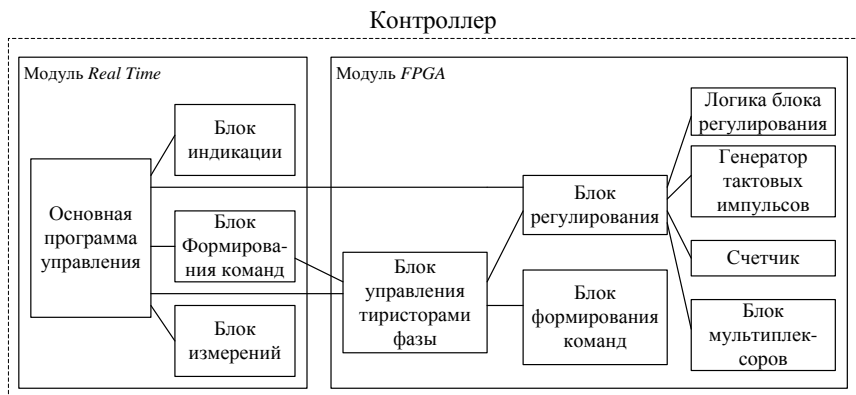 Контроллер
Модуль Real Time
Блок
индикации
Основная
программа
управления
Блок
Формирова-
ния команд
Блок
измерений
Модуль FPGA
Блок
управления
тиристорами
фазы
Блок
регулирования
Блок
формирования
команд
Логика блока
регулирования
Генератор
тактовых
импульсов
Счетчик
Блок
мультиплек-
соров